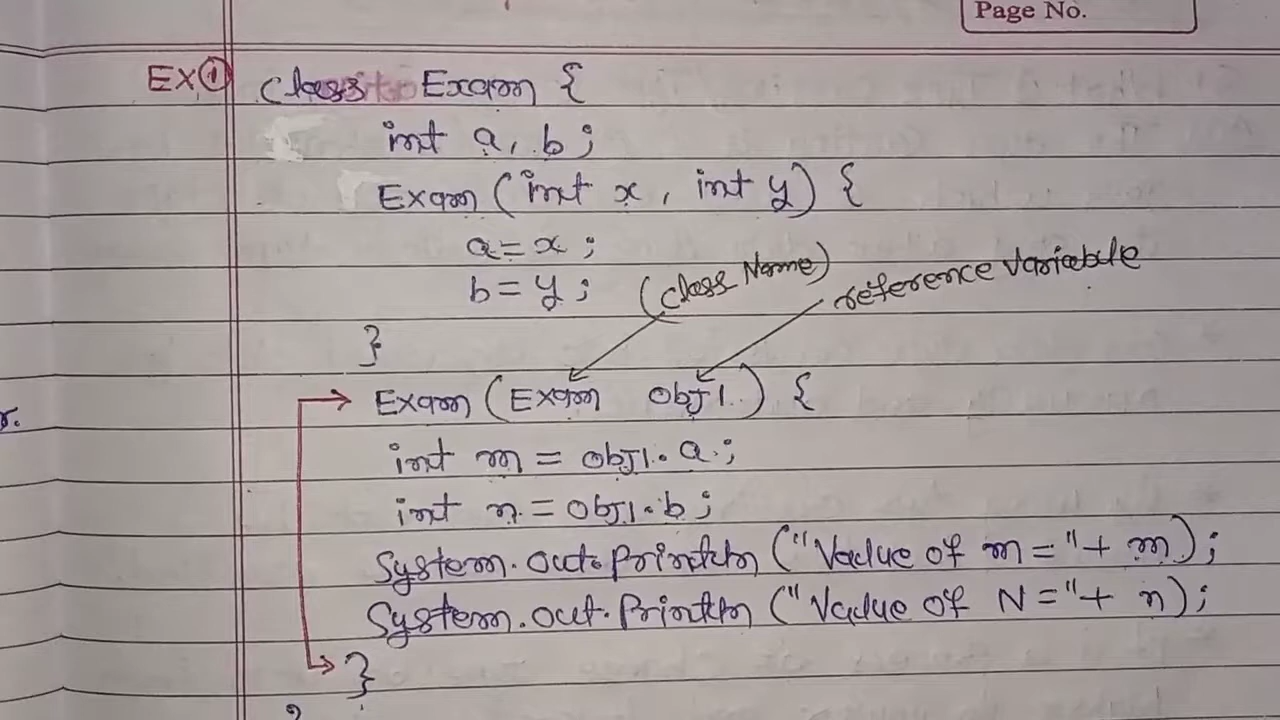 Page No.
Ex① class Exam {
int a, b;
Exam (int x, int y) {
a = x;
b = y;
(class Name)
reference variable
}
Exam (Exam obj1.) {
int m = obj1.a.;
int n = obj1.b;
System.out.Println ("Value of m = "+ m);
System.out.Println ("Value of N = "+ n);
}
r.